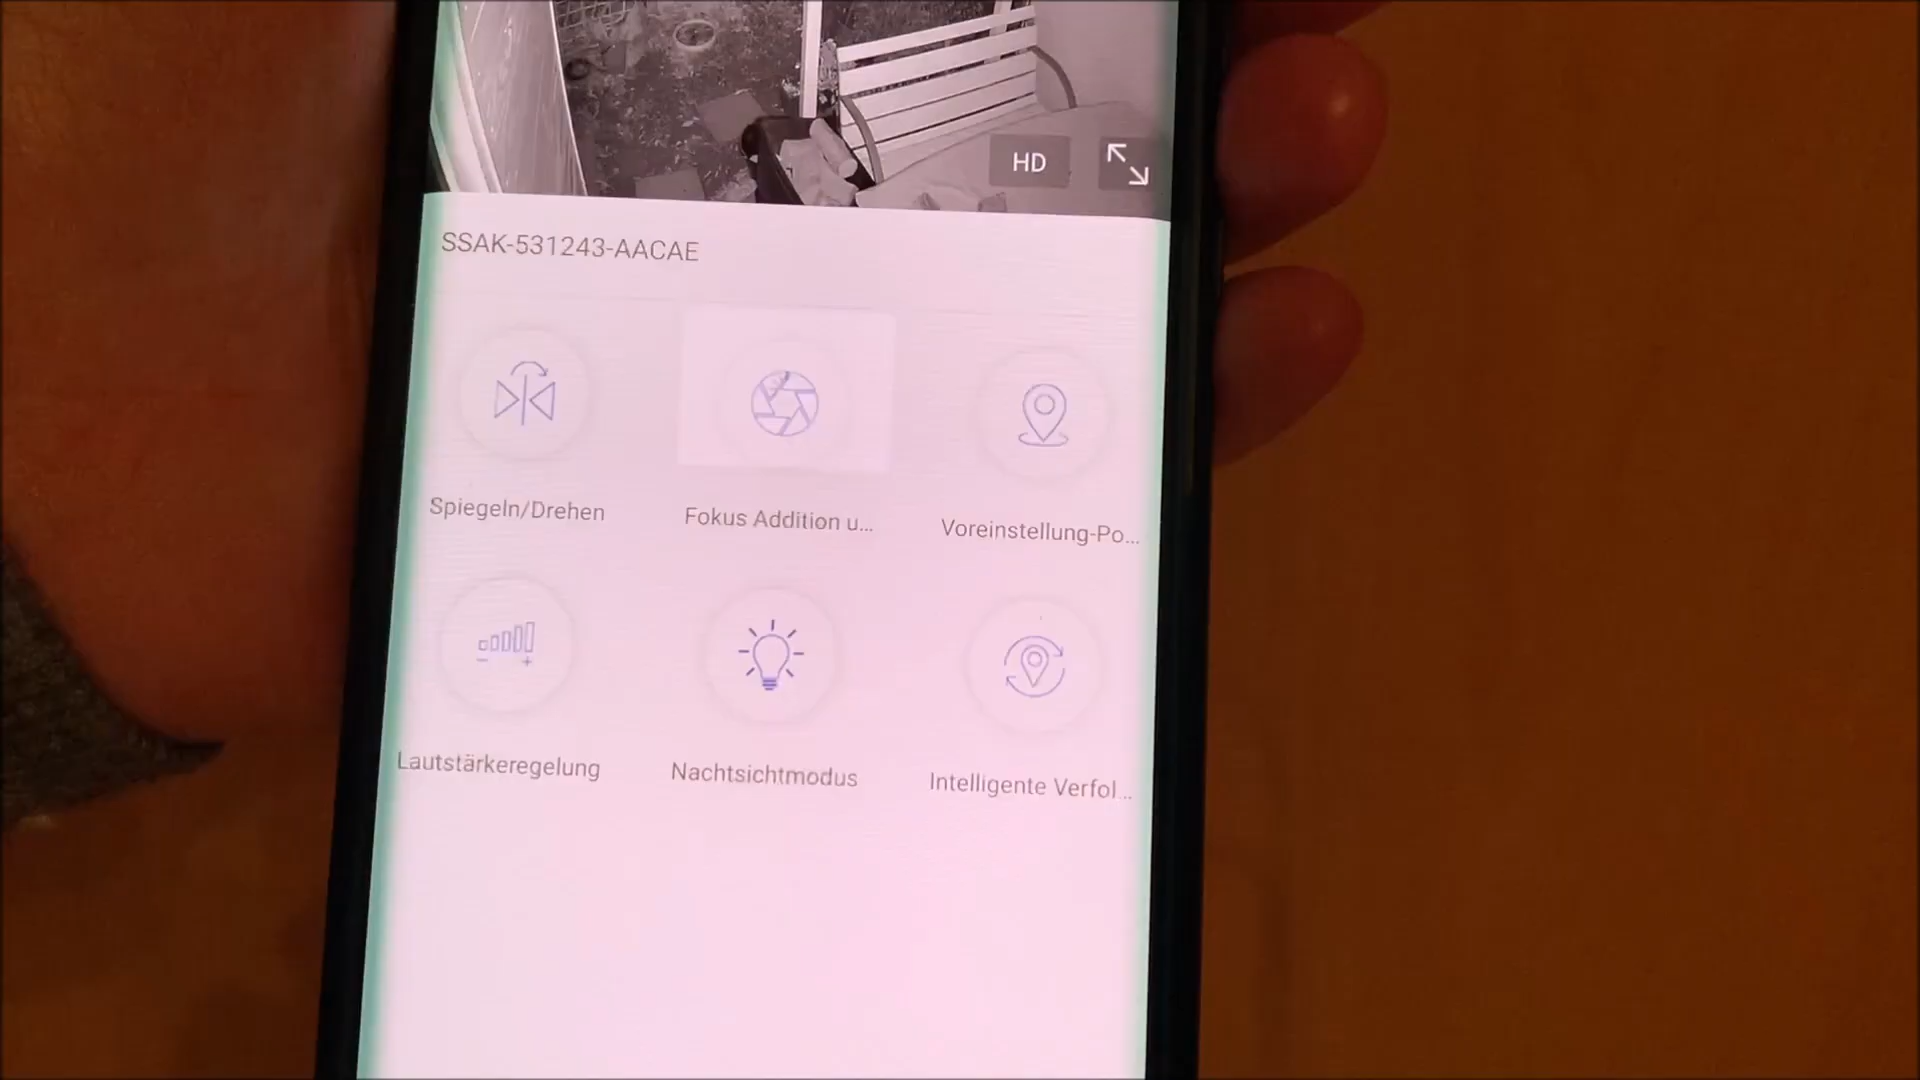 HD
SSAK-531243-AACAE
Spiegeln/Drehen
Fokus Addition u...
Voreinstellung-Po...
Lautstärkeregelung
Nachtsichtmodus
Intelligente Verfol...